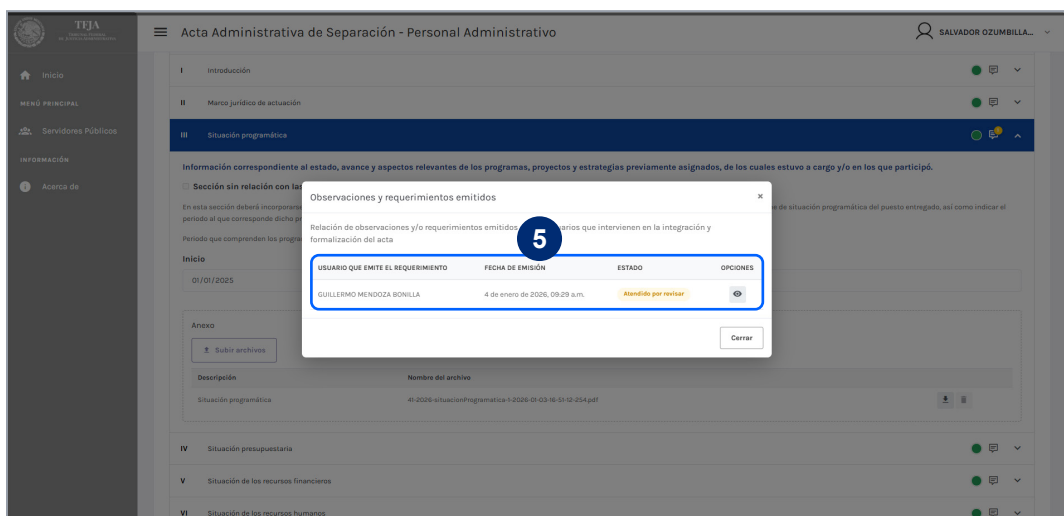 TFJA
TRIBUNAL FEDERAL
DE JUSTICIA ADMINISTRATIVA
Acta Administrativa de Separación - Personal Administrativo
SALVADOR OZUMBILLA...
Inicio
MENÚ PRINCIPAL
Servidores Públicos
INFORMACIÓN
Acerca de
I Introducción
II Marco jurídico de actuación
III Situación programática
Información correspondiente al estado, avance y aspectos relevantes de los programas, proyectos y estrategias previamente asignados, de los cuales estuvo a cargo y/o en los que participó.
Sección sin relación con las
En esta sección deberá incorporarse
e de situación programática del puesto entregado, así como indicar el
periodo al que corresponde dicho
Periodo que comprenden los progra
Inicio
01/01/2025
Observaciones y requerimientos emitidos ×
Relación de observaciones y/o requerimientos emitidos
uarios que intervienen en la integración y
formalización del acta
5
USUARIO QUE EMITE EL REQUERIMIENTO FECHA DE EMISIÓN ESTADO OPCIONES
GUILLERMO MENDOZA BONILLA 4 de enero de 2026, 09:29 a.m. Atendido por revisar
Cerrar
Anexo
Subir archivos
Descripción Nombre del archivo
Situación programática 41-2026-situacionProgramatica-1-2026-01-03-16-51-12-254.pdf
IV Situación presupuestaria
V Situación de los recursos financieros
VI Situación de los recursos humanos